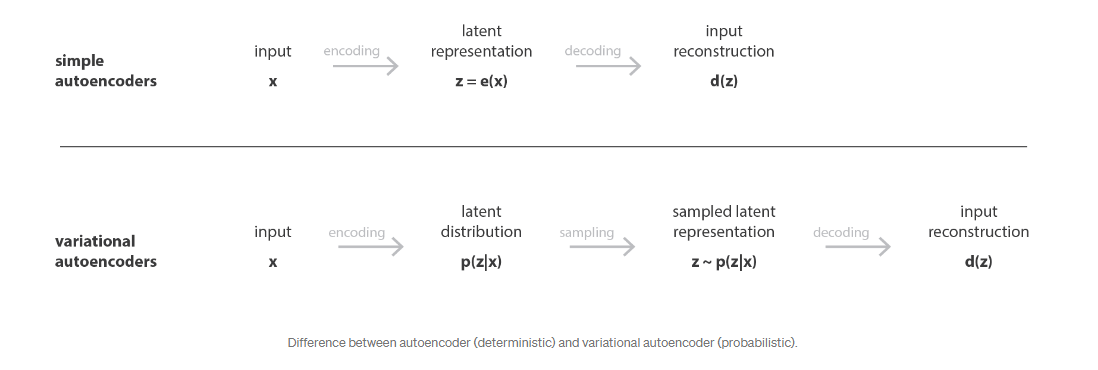 simple autoencoders
input
x
encoding
latent representation
z = e(x)
decoding
input reconstruction
d(z)
variational autoencoders
input
x
encoding
latent distribution
p(z|x)
sampling
sampled latent representation
z ~ p(z|x)
decoding
input reconstruction
d(z)
Difference between autoencoder (deterministic) and variational autoencoder (probabilistic).